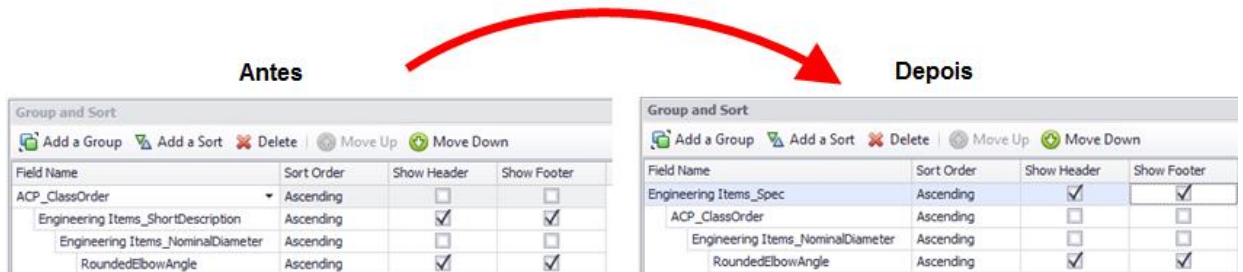 Antes
Depois
Group and Sort
Add a Group Add a Sort Delete Move Up Move Down
Field Name Sort Order Show Header Show Footer
ACP_ClassOrder Ascending
Engineering Items_ShortDescription Ascending
Engineering Items_NominalDiameter Ascending
RoundedElbowAngle Ascending
Group and Sort
Add a Group Add a Sort Delete Move Up Move Down
Field Name Sort Order Show Header Show Footer
Engineering Items_Spec Ascending
ACP_ClassOrder Ascending
Engineering Items_NominalDiameter Ascending
RoundedElbowAngle Ascending